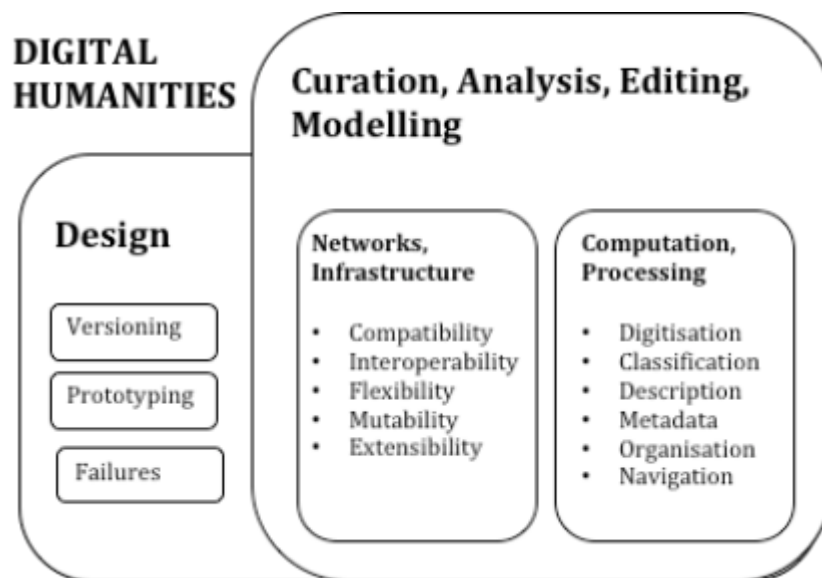 DIGITAL
HUMANITIES
Curation, Analysis, Editing,
Modelling
Design
Versioning
Prototyping
Failures
Networks,
Infrastructure
• Compatibility
• Interoperability
• Flexibility
• Mutability
• Extensibility
Computation,
Processing
• Digitisation
• Classification
• Description
• Metadata
• Organisation
• Navigation